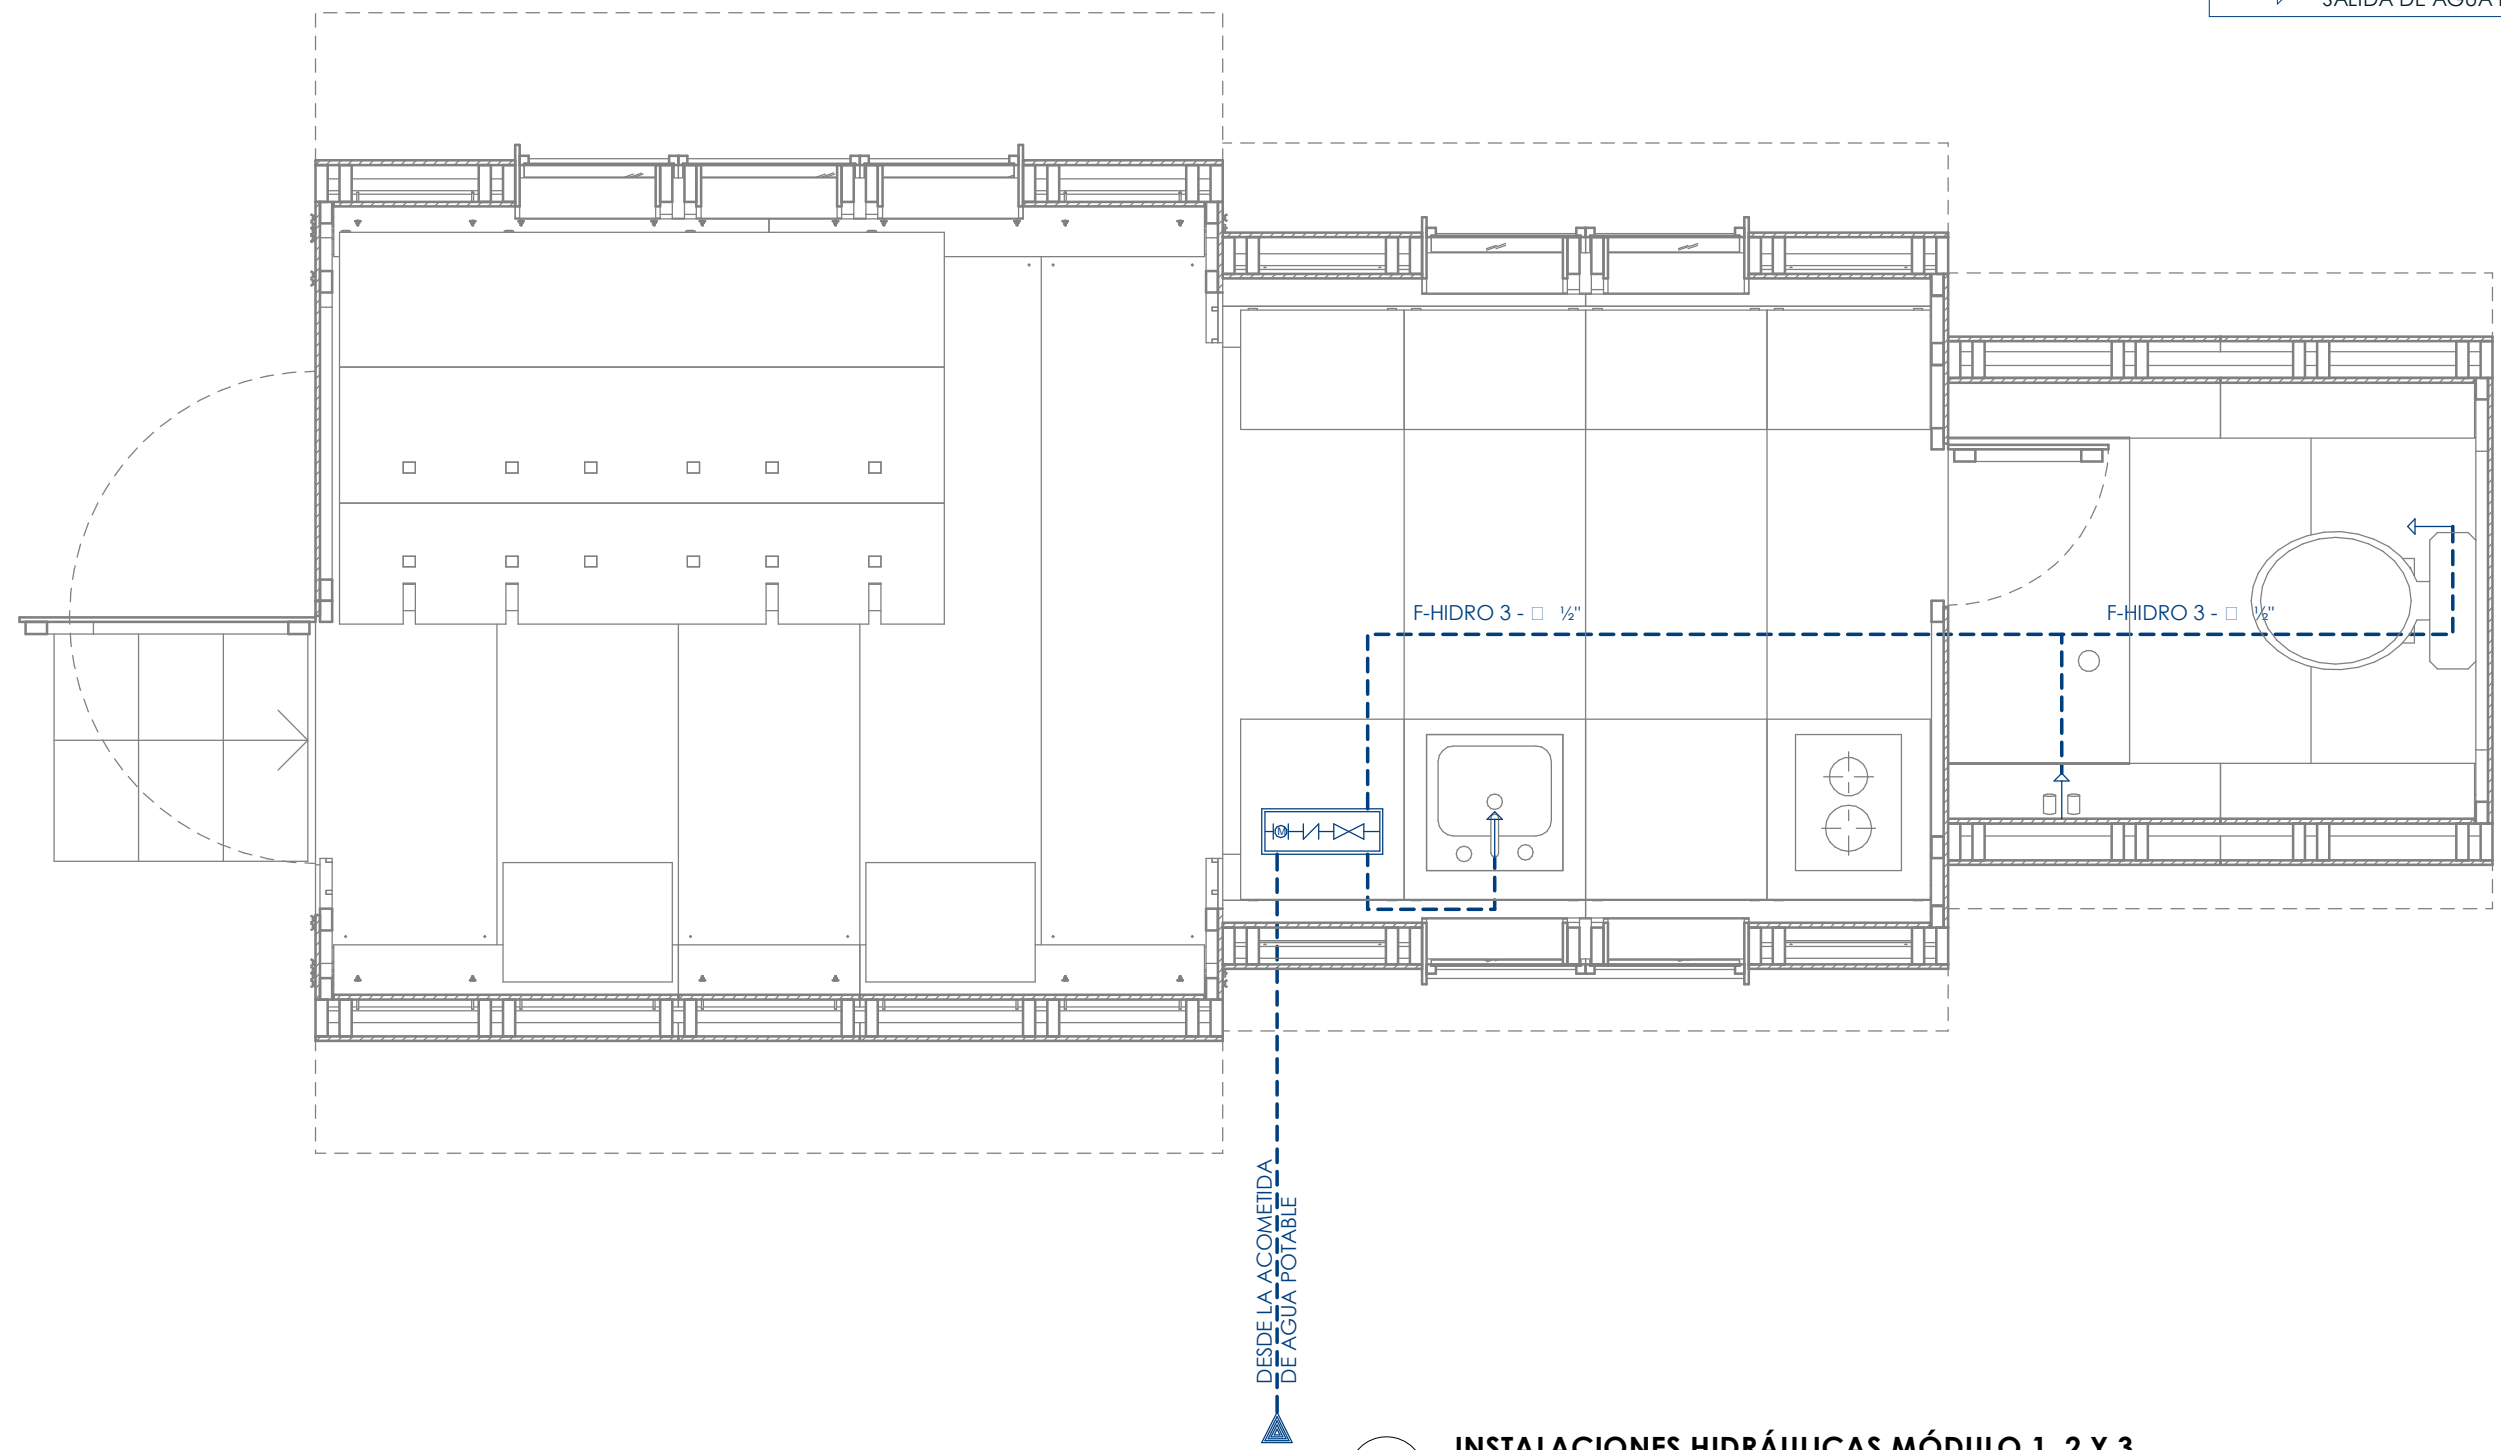 SALIDA DE AGUA
F-HIDRO 3 - □ ½"
F-HIDRO 3 - □ ½"
M
DESDE LA ACOMETIDA
DE AGUA POTABLE
INSTALACIONES HIDRÁULICAS MÓDULO 1, 2 Y 3